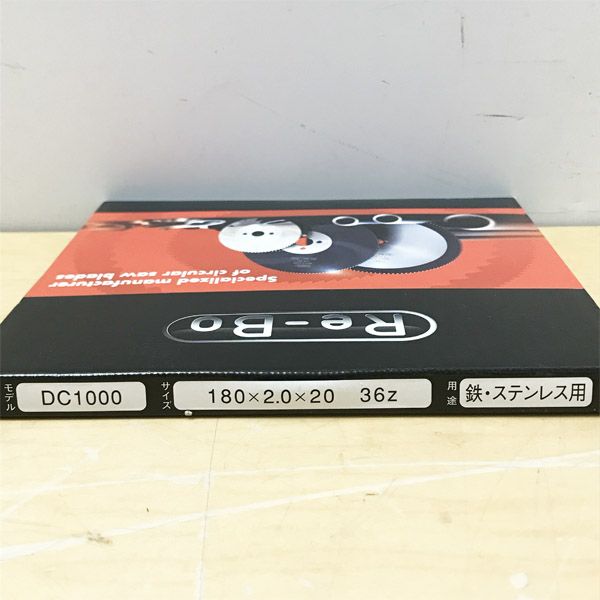 Specialized manufacturer
of circular saw blades
Re-Bo
モデル DC1000 サイズ 180×2.0×20 36z 用途 鉄・ステンレス用